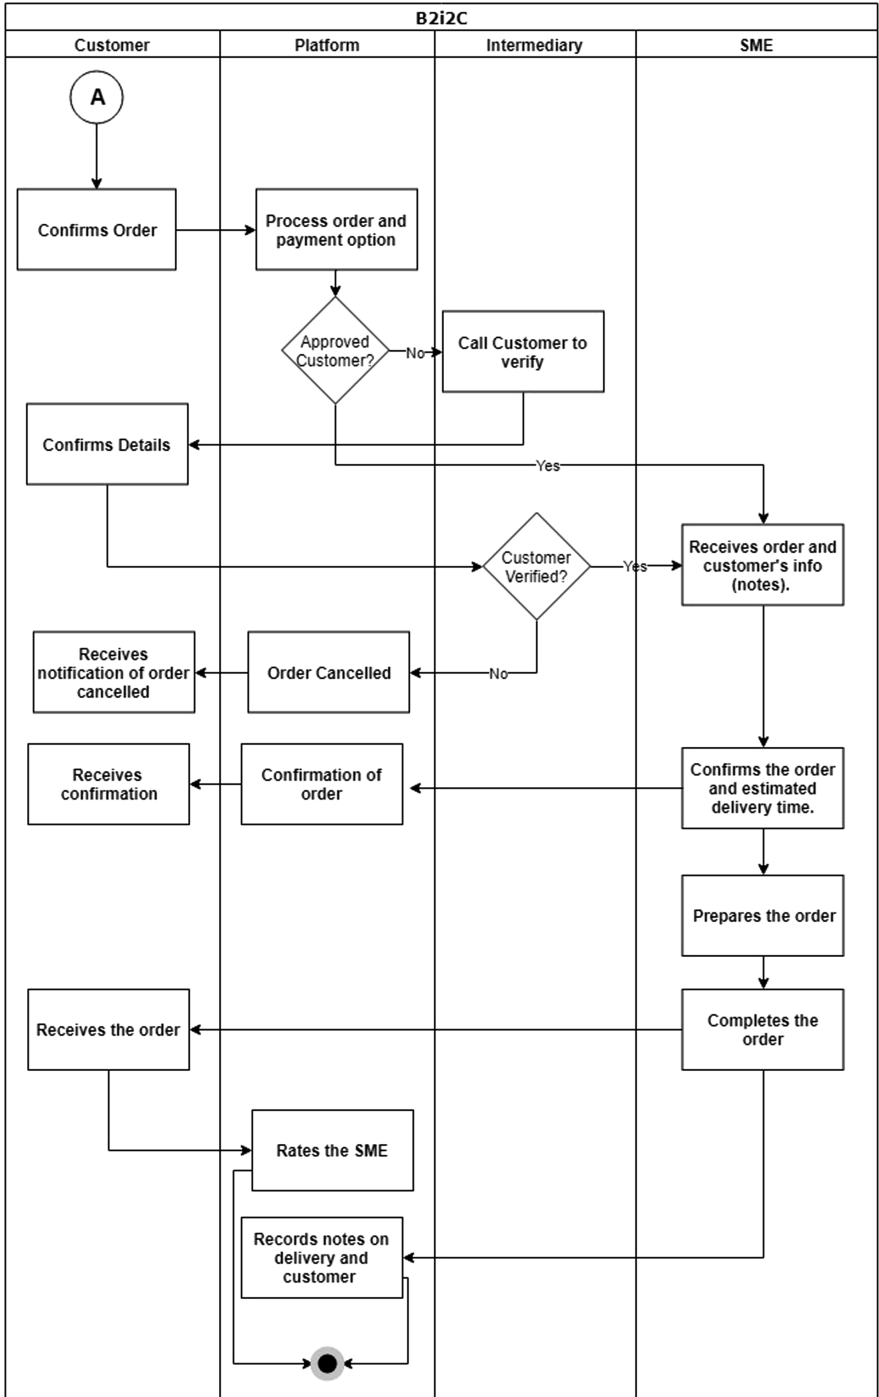 B2i2C
Customer
Platform
Intermediary
SME
A
Confirms Order
Process order and
payment option
Approved
Customer?
No
Call Customer to
verify
Confirms Details
Yes
Customer
Verified?
Yes
Receives order and
customer's info
(notes).
No
Order Cancelled
Receives
notification of order
cancelled
Confirms the order
and estimated
delivery time.
Confirmation of
order
Receives
confirmation
Prepares the order
Completes the
order
Receives the order
Rates the SME
Records notes on
delivery and
customer